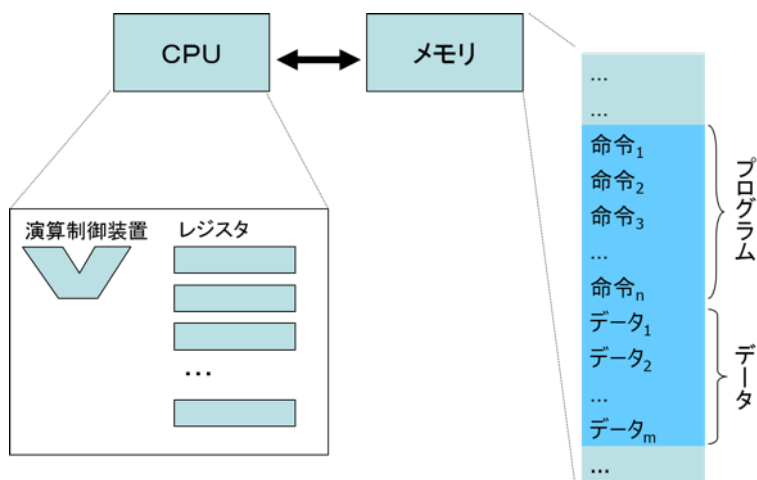 CPU
メモリ
演算制御装置
レジスタ
...
...
...
命令1
命令2
命令3
...
命令n
データ1
データ2
...
データm
...
プログラム
データ